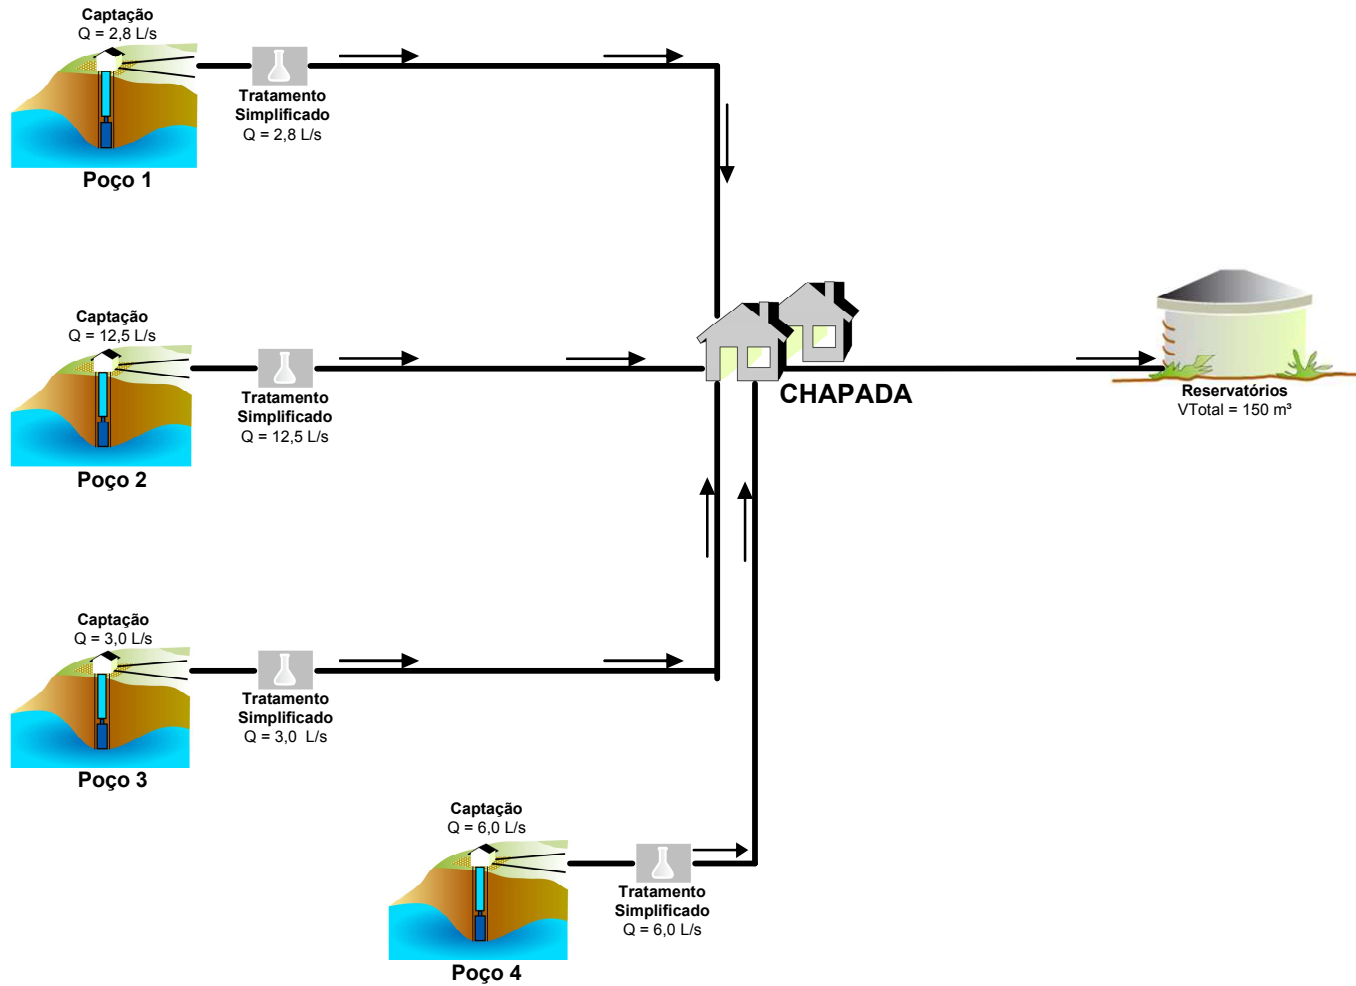 Captação
Q = 2,8 L/s
Tratamento
Simplificado
Q = 2,8 L/s
Poço 1
Captação
Q = 12,5 L/s
Tratamento
Simplificado
Q = 12,5 L/s
Poço 2
CHAPADA
Reservatórios
VTotal = 150 m³
Captação
Q = 3,0 L/s
Tratamento
Simplificado
Q = 3,0 L/s
Poço 3
Captação
Q = 6,0 L/s
Tratamento
Simplificado
Q = 6,0 L/s
Poço 4